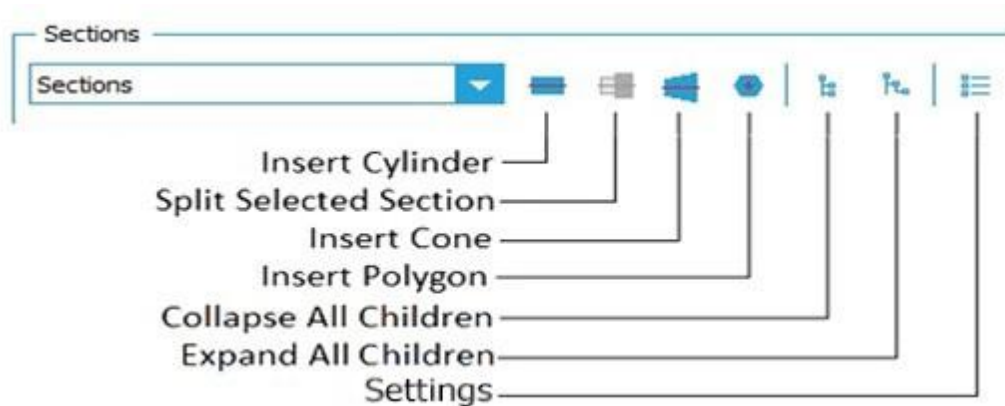 Sections
Sections
Insert Cylinder
Split Selected Section
Insert Cone
Insert Polygon
Collapse All Children
Expand All Children
Settings